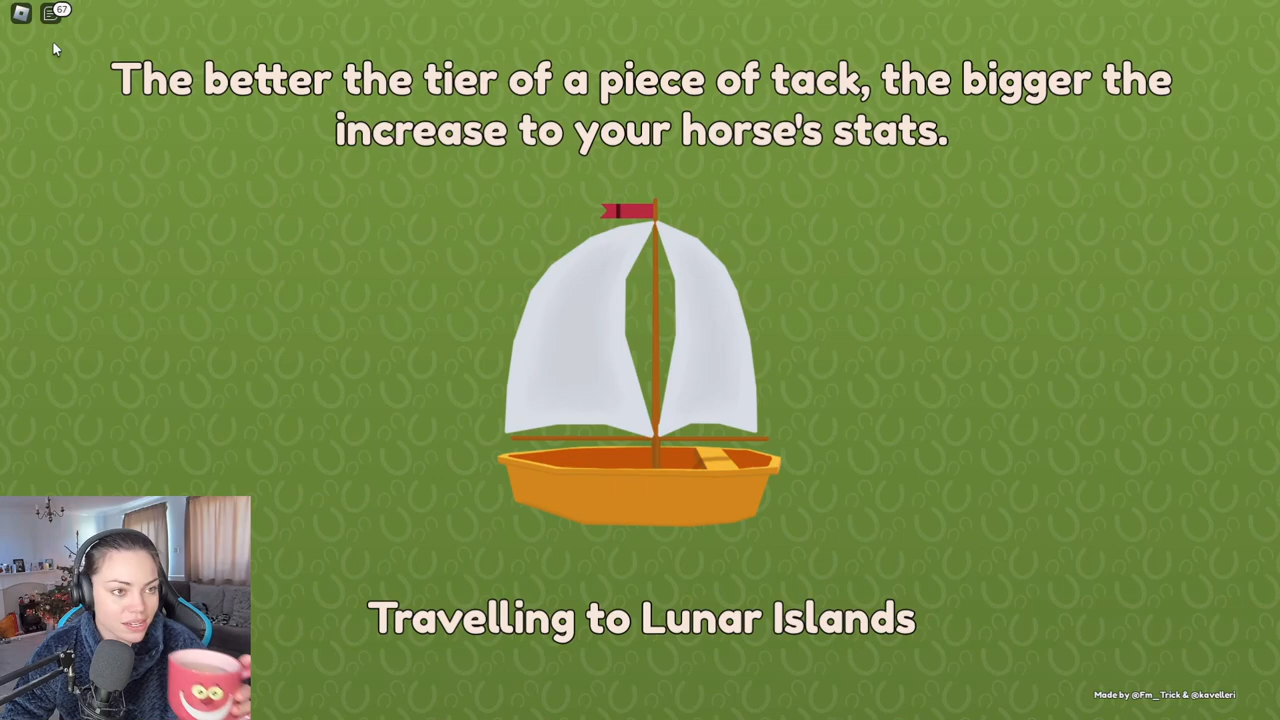 67
The better the tier of a piece of tack, the bigger the
increase to your horse's stats.
Travelling to Lunar Islands
Made by @Fm_Trick & @kavelleri